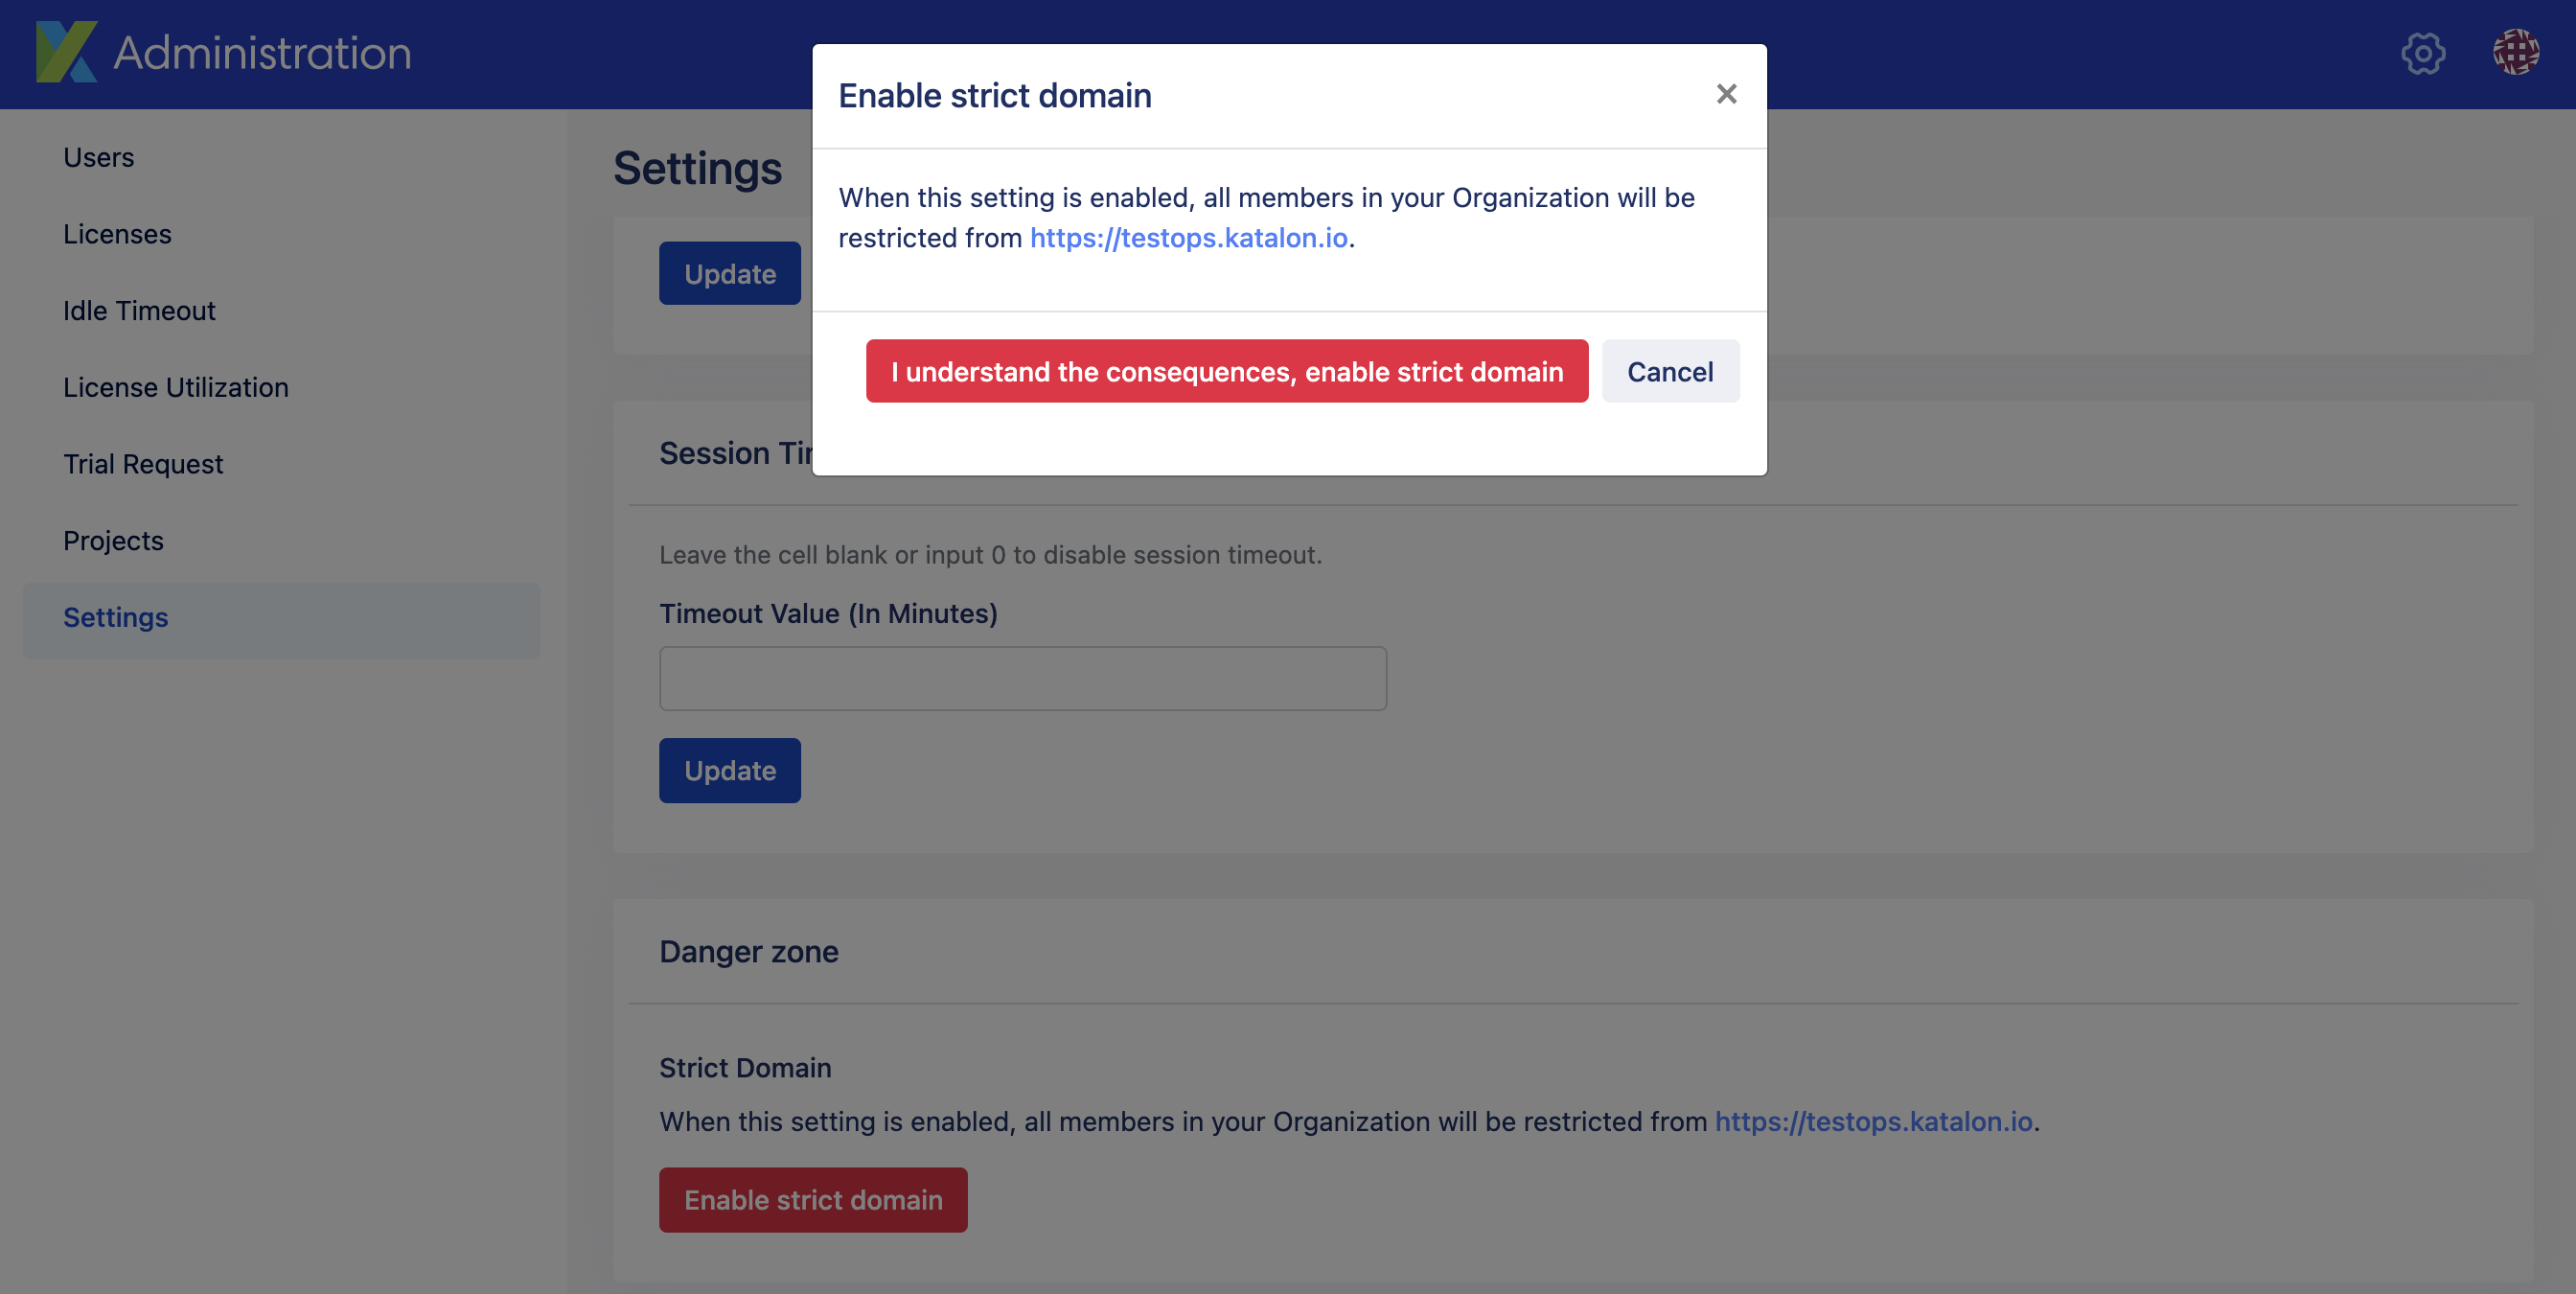 Administration
Enable strict domain
When this setting is enabled, all members in your Organization will be
restricted from https://testops.katalon.io.
I understand the consequences, enable strict domain
Cancel
Users
Licenses
Idle Timeout
License Utilization
Trial Request
Projects
Settings
Settings
Update
Session
Leave the cell blank or input 0 to disable session timeout.
Timeout Value (In Minutes)
Update
Danger zone
Strict Domain
When this setting is enabled, all members in your Organization will be restricted from https://testops.katalon.io.
Enable strict domain